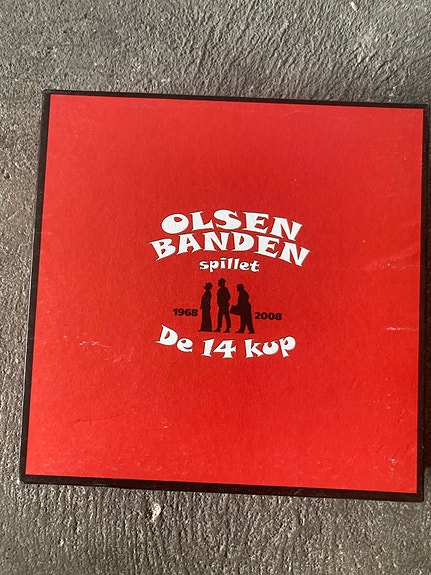 OLSEN
BANDEN
spillet
1968 2008
De 14 kup